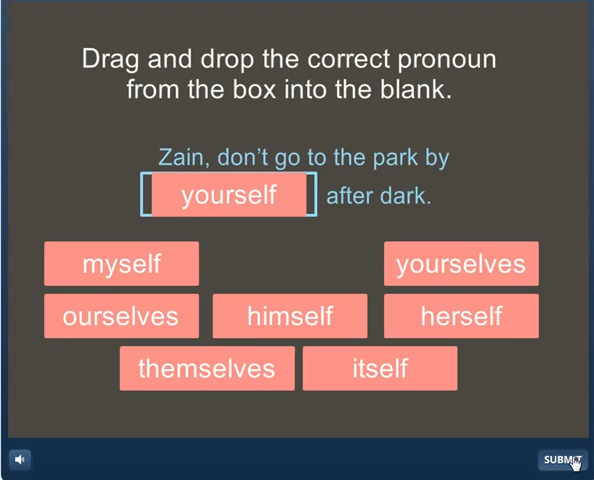 Drag and drop the correct pronoun
from the box into the blank.
Zain, don't go to the park by
yourself after dark.
myself yourselves
ourselves himself herself
themselves itself
SUBMIT